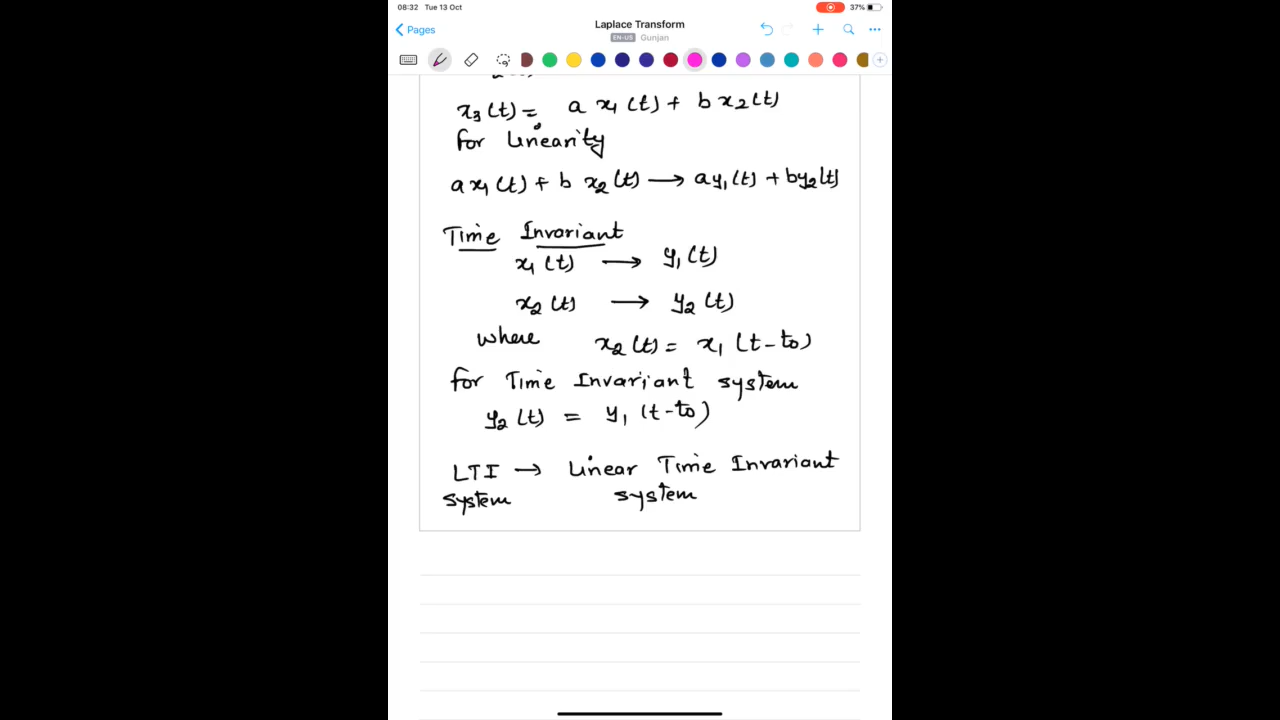 08:32 Tue 13 Oct
37%
Pages
Laplace Transform
EN-US Gunjan
x3(t) = a x1(t) + b x2(t)
for linearity
a x1(t) + b x2(t) → a y1(t) + b y2(t)
Time Invariant
x1(t) → y1(t)
x2(t) → y2(t)
where x2(t) = x1(t-t0)
for Time Invariant system
y2(t) = y1(t-t0)
LTI → Linear Time Invariant
system system